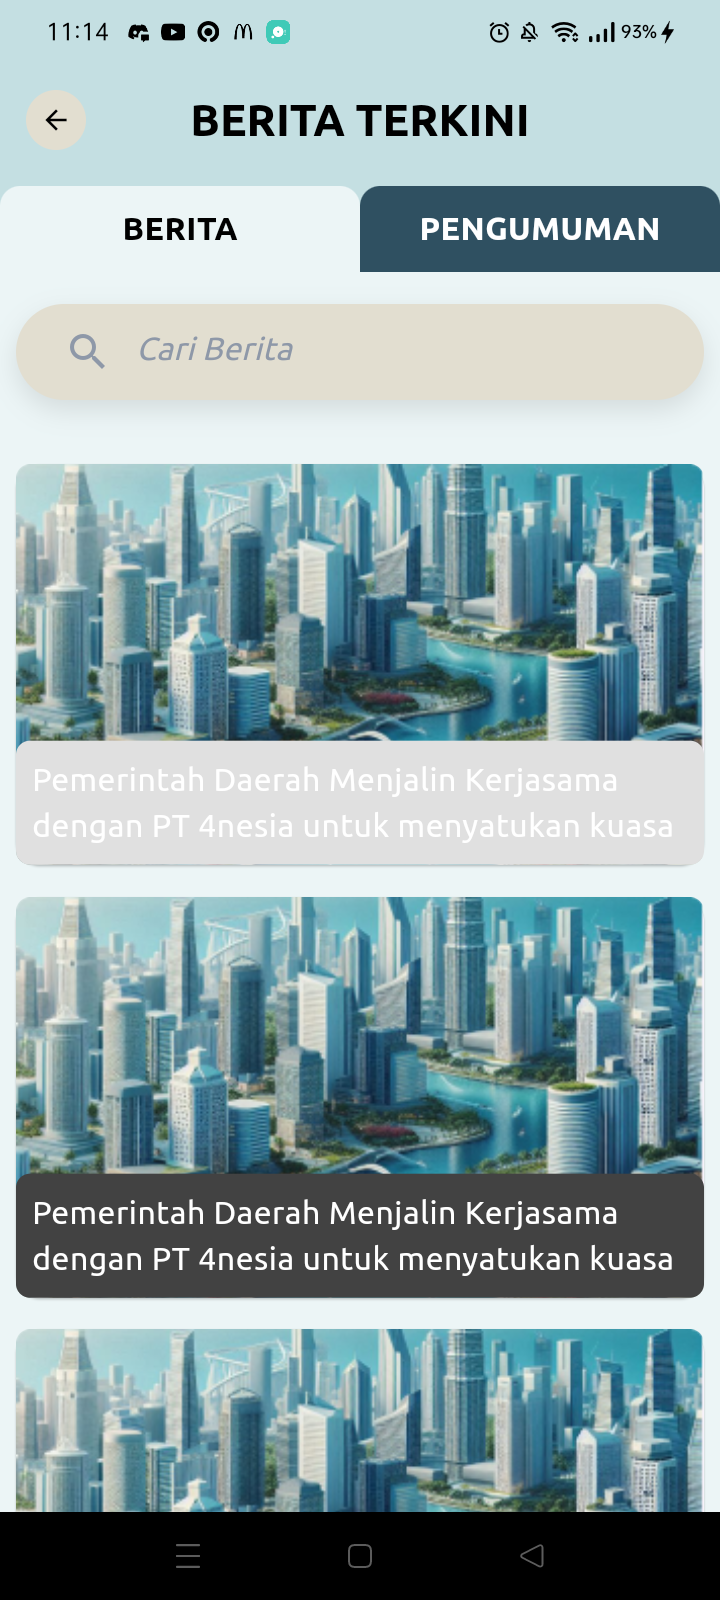 11:14
93%
BERITA TERKINI
BERITA
PENGUMUMAN
Cari Berita
Pemerintah Daerah Menjalin Kerjasama
dengan PT 4nesia untuk menyatukan kuasa
Pemerintah Daerah Menjalin Kerjasama
dengan PT 4nesia untuk menyatukan kuasa